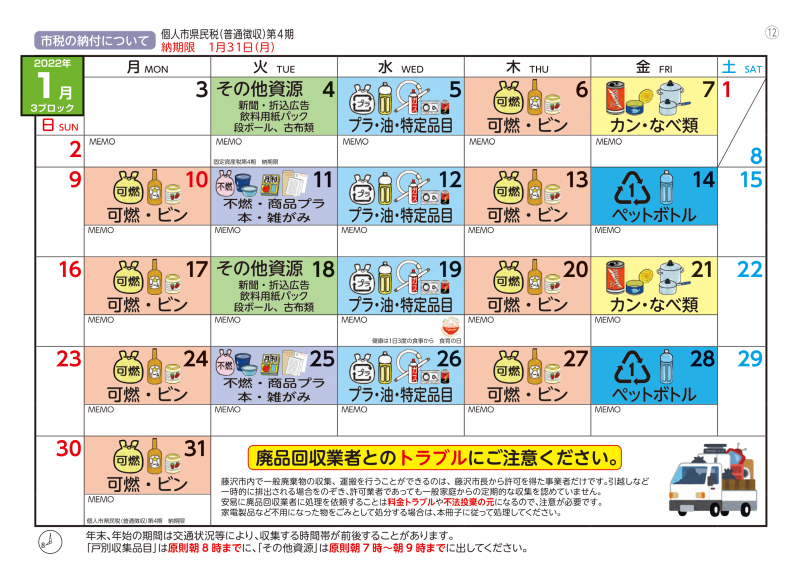 市税の納付について
個人市県民税(普通徴収)第4期
納期限 1月31日(月)
⑫
2022年
1月
3ブロック
日 SUN
月 MON
火 TUE
水 WED
木 THU
金 FRI
土 SAT
2
MEMO
3
その他資源 4
新聞・折込広告
飲料用紙パック
段ボール、古布類
MEMO
固定資産税第4期 納期限
プラ
5
プラ・油・特定品目
MEMO
可燃
6
可燃・ビン
MEMO
7
カン・なべ類
MEMO
1
8
9
可燃
10
可燃・ビン
MEMO
不燃
月刊
11
不燃・商品プラ
本・雑がみ
MEMO
プラ
12
プラ・油・特定品目
MEMO
可燃
13
可燃・ビン
MEMO
1
14
ペットボトル
MEMO
15
16
可燃
17
可燃・ビン
MEMO
その他資源 18
新聞・折込広告
飲料用紙パック
段ボール、古布類
MEMO
プラ
19
プラ・油・特定品目
MEMO
健康は1日3度の食事から 食育の日
可燃
20
可燃・ビン
MEMO
21
カン・なべ類
MEMO
22
23
可燃
24
可燃・ビン
MEMO
不燃
月刊
25
不燃・商品プラ
本・雑がみ
MEMO
プラ
26
プラ・油・特定品目
MEMO
可燃
27
可燃・ビン
MEMO
1
28
ペットボトル
MEMO
29
30
可燃
31
可燃・ビン
MEMO
個人市県民税(普通徴収)第4期 納期限
廃品回収業者とのトラブルにご注意ください。
藤沢市内で一般廃棄物の収集、運搬を行うことができるのは、藤沢市長から許可を得た事業者だけです。引越しなど
一時的に排出される場合をのぞき、許可業者であっても一般家庭からの定期的な収集を認めていません。
安易に廃品回収業者に処理を依頼することは料金トラブルや不法投棄の元になるので、注意が必要です。
家電製品など不用になった物をごみとして処分する場合は、本冊子に従って処理してください。
8
年末、年始の期間は交通状況等により、収集する時間帯が前後することがあります。
「戸別収集品目」は原則朝8時までに、「その他資源」は原則朝7時〜朝9時までに出してください。